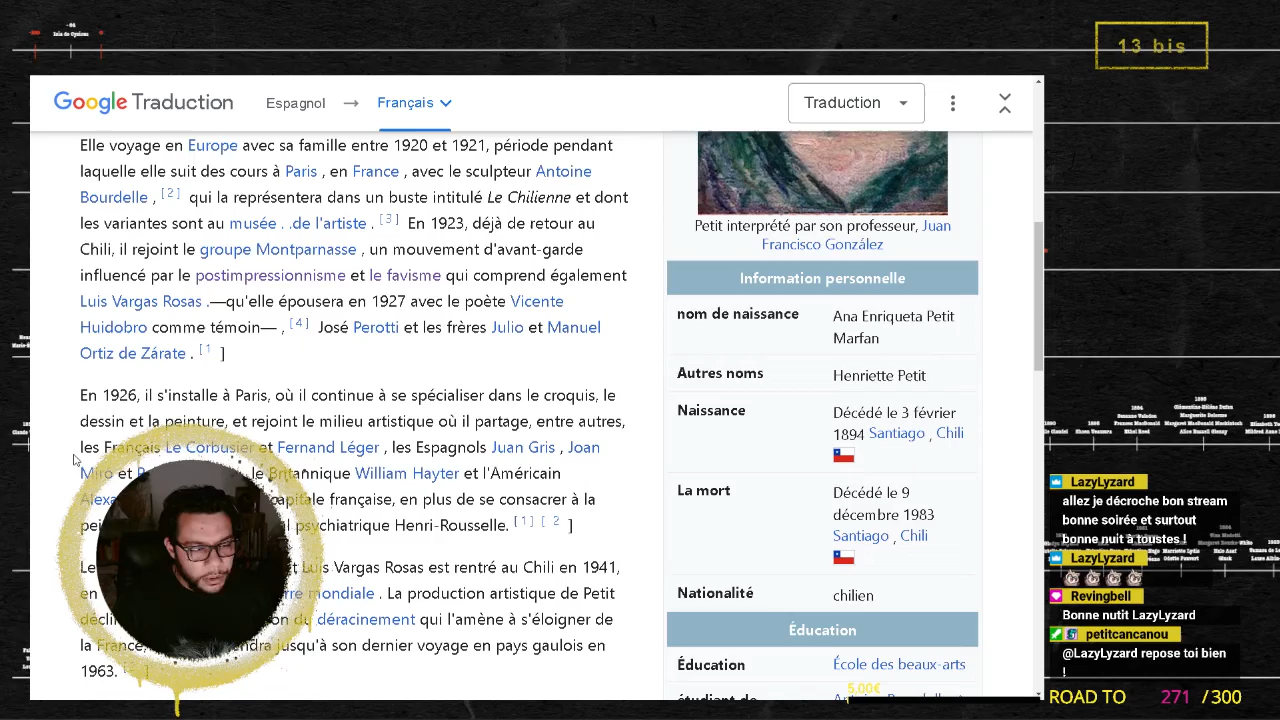 13 bis
Google Traduction
Espagnol → Français
Traduction
Elle voyage en Europe avec sa famille entre 1920 et 1921, période pendant
laquelle elle suit des cours à Paris , en France , avec le sculpteur Antoine
Bourdelle , [2] qui la représentera dans un buste intitulé Le Chilienne et dont
les variantes sont au musée . .de l'artiste . [3] En 1923, déjà de retour au
Chili, il rejoint le groupe Montparnasse , un mouvement d'avant-garde
influencé par le postimpressionnisme et le favisme qui comprend également
Luis Vargas Rosas .—qu'elle épousera en 1927 avec le poète Vicente
Huidobro comme témoin— , [4] José Perotti et les frères Julio et Manuel
Ortiz de Zárate . [1 ]
En 1926, il s'installe à Paris, où il continue à se spécialiser dans le croquis, le
dessin et la peinture, et rejoint le milieu artistique où il partage, entre autres,
les Français Le Corbusier et Fernand Léger , les Espagnols Juan Gris , Joan
Miró et le Britannique William Hayter et l'Américain
capitale française, en plus de se consacrer à la
psychiatrique Henri-Rousselle. [1] [ 2 ]
Luis Vargas Rosas est au Chili en 1941,
en mondiale . La production artistique de Petit
du déracinement qui l'amène à s'éloigner de
la France, jusqu'à son dernier voyage en pays gaulois en
1963.
Petit interprété par son professeur, Juan
Francisco González
Information personnelle
nom de naissance Ana Enriqueta Petit
Marfan
Autres noms Henriette Petit
Naissance Décédé le 3 février
1894 Santiago , Chili
La mort Décédé le 9
décembre 1983
Santiago , Chili
Nationalité chilien
Éducation
Éducation École des beaux-arts
étudiant de
5,00€
LazyLyzard
allez je décroche bon stream
bonne soirée et surtout
bonne nuit à toustes !
LazyLyzard
Revingbell
Bonne nutit LazyLyzard
petitcancanou
@LazyLyzard repose toi bien
!
ROAD TO 271 /300